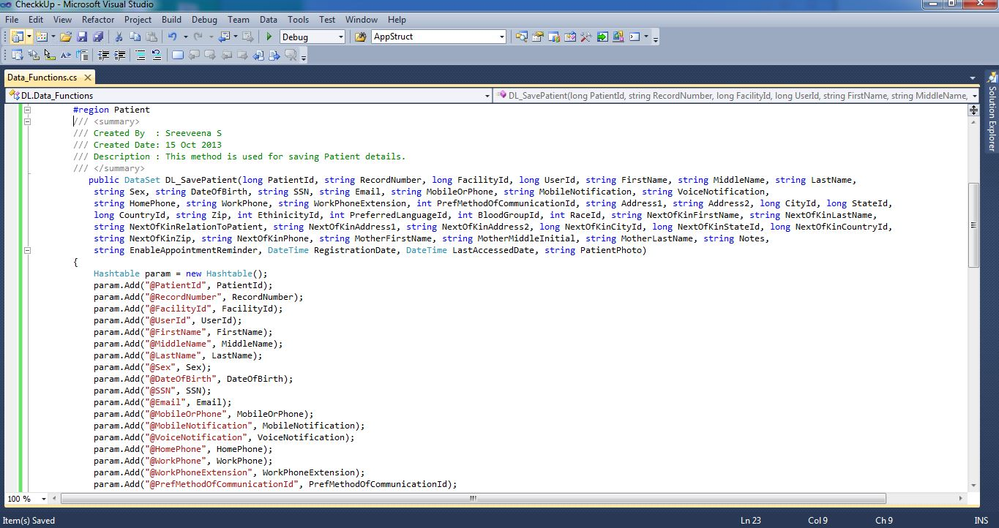 CheckkUp - Microsoft Visual Studio
File Edit View Refactor Project Build Debug Team Data Tools Test Window Help
Debug AppStruct
Data_Functions.cs
DL.Data_Functions DL_SavePatient(long PatientId, string RecordNumber, long FacilityId, long UserId, string FirstName, string MiddleName,
Solution Explorer
#region Patient
/// <summary>
/// Created By  : Sreeveena S
/// Created Date: 15 Oct 2013
/// Description : This method is used for saving Patient details.
/// </summary>
public DataSet DL_SavePatient(long PatientId, string RecordNumber, long FacilityId, long UserId, string FirstName, string MiddleName, string LastName,
string Sex, string DateOfBirth, string SSN, string Email, string MobileOrPhone, string MobileNotification, string VoiceNotification,
string HomePhone, string WorkPhone, string WorkPhoneExtension, int PrefMethodOfCommunicationId, string Address1, string Address2, long CityId, long StateId,
long CountryId, string Zip, int EthinicityId, int PreferredLanguageId, int BloodGroupId, int RaceId, string NextOfKinFirstName, string NextOfKinLastName,
string NextOfKinRelationToPatient, string NextOfKinAddress1, string NextOfKinAddress2, long NextOfKinCityId, long NextOfKinStateId, long NextOfKinCountryId,
string NextOfKinZip, string NextOfKinPhone, string MotherFirstName, string MotherMiddleInitial, string MotherLastName, string Notes,
string EnableAppointmentReminder, DateTime RegistrationDate, DateTime LastAccessedDate, string PatientPhoto)
{
Hashtable param = new Hashtable();
param.Add("@PatientId", PatientId);
param.Add("@RecordNumber", RecordNumber);
param.Add("@FacilityId", FacilityId);
param.Add("@UserId", UserId);
param.Add("@FirstName", FirstName);
param.Add("@MiddleName", MiddleName);
param.Add("@LastName", LastName);
param.Add("@Sex", Sex);
param.Add("@DateOfBirth", DateOfBirth);
param.Add("@SSN", SSN);
param.Add("@Email", Email);
param.Add("@MobileOrPhone", MobileOrPhone);
param.Add("@MobileNotification", MobileNotification);
param.Add("@VoiceNotification", VoiceNotification);
param.Add("@HomePhone", HomePhone);
param.Add("@WorkPhone", WorkPhone);
param.Add("@WorkPhoneExtension", WorkPhoneExtension);
param.Add("@PrefMethodOfCommunicationId", PrefMethodOfCommunicationId);
100 %
Item(s) Saved Ln 23 Col 9 Ch 9 INS